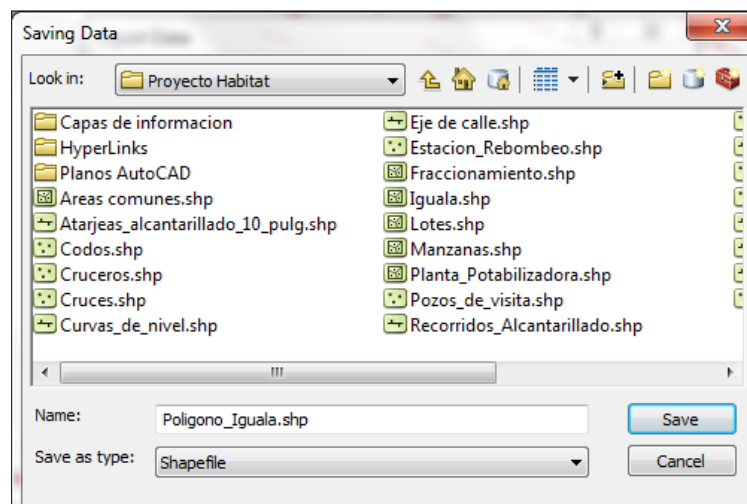 Saving Data
Look in:
Proyecto Habitat
Capas de informacion
HyperLinks
Planos AutoCAD
Areas comunes.shp
Atarjeas_alcantarillado_10_pulg.shp
Codos.shp
Cruceros.shp
Cruces.shp
Curvas_de_nivel.shp
Eje de calle.shp
Estacion_Rebombeo.shp
Fraccionamiento.shp
Iguala.shp
Lotes.shp
Manzanas.shp
Planta_Potabilizadora.shp
Pozos_de_visita.shp
Recorridos_Alcantarillado.shp
Name:
Poligono_Iguala.shp
Save
Save as type:
Shapefile
Cancel